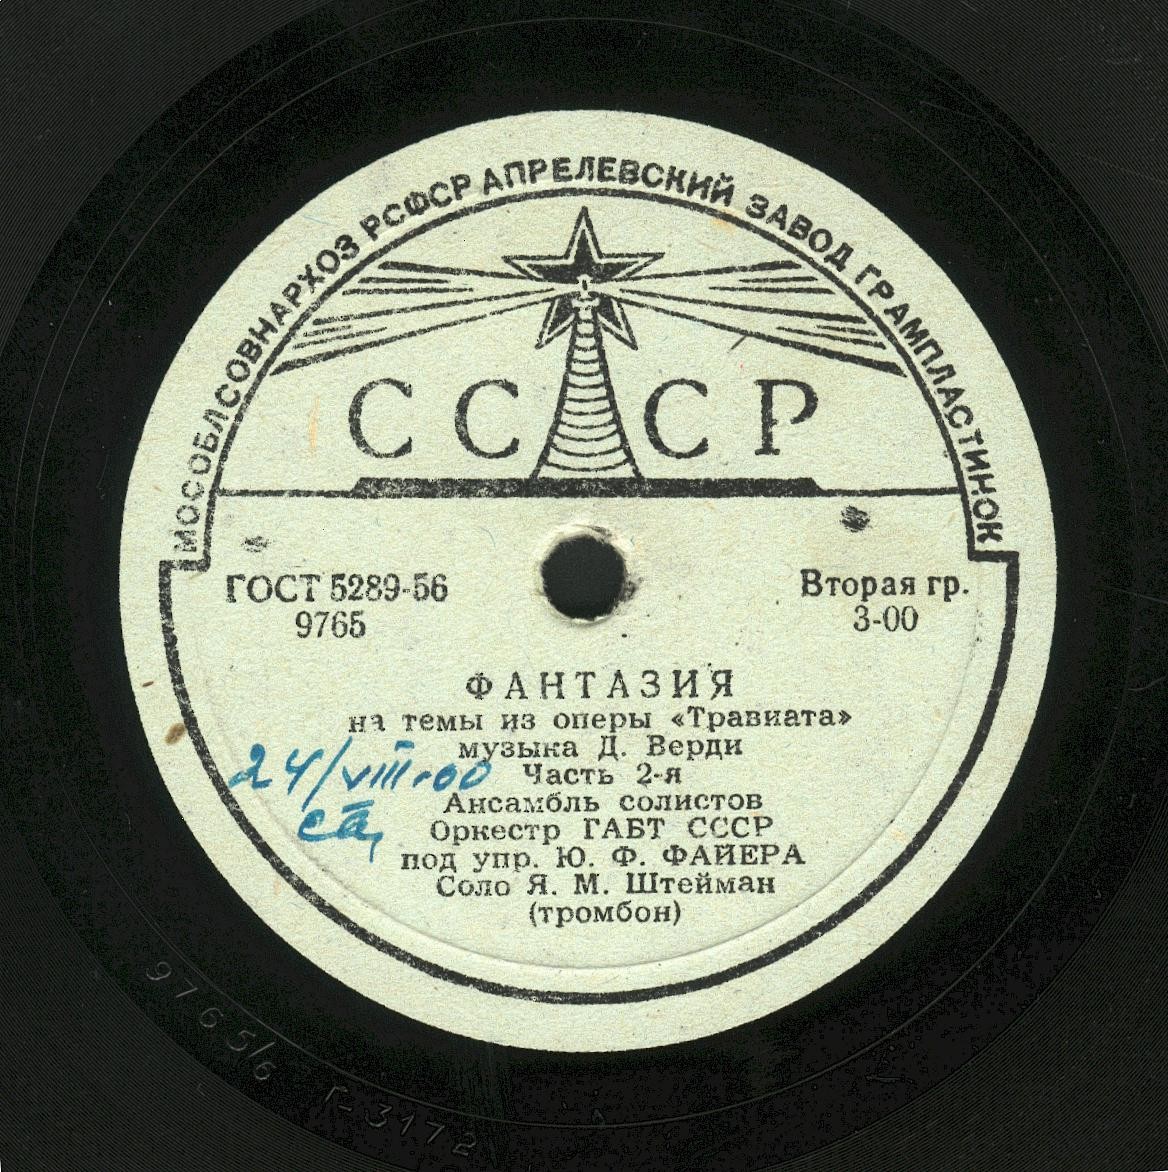 МОСОБЛСОВНАРХОЗ РСФСР АПРЕЛЕВСКИЙ ЗАВОД ГРАМПЛАСТИНОК
СССР
ГОСТ 5289-56
9765
Вторая гр.
3-00
ФАНТАЗИЯ
на темы из оперы «Травиата»
музыка Д. Верди
24/VIII-60
Часть 2-я
Ансамбль солистов
Оркестр ГАБТ СССР
под упр. Ю. Ф. ФАЙЕРА
Соло Я. М. Штейман
(тромбон)
9765/6 Г-3172